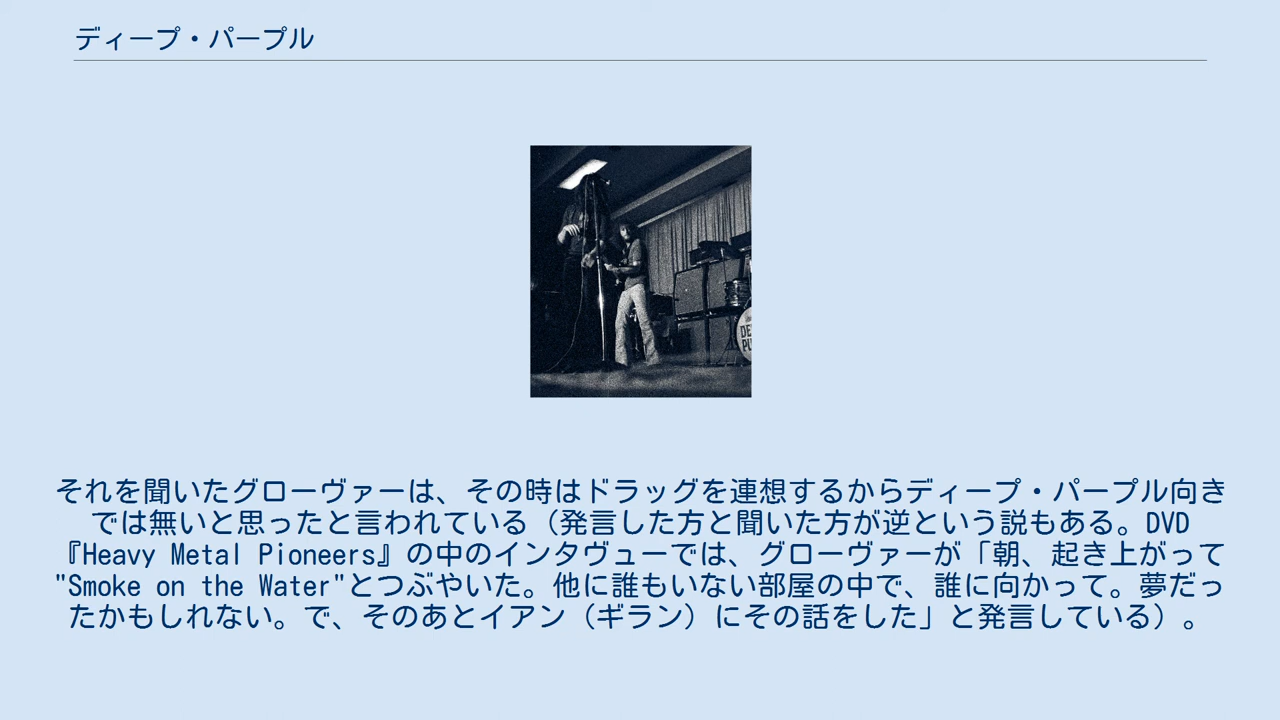 ディープ・パープル
それを聞いたグローヴァーは、その時はドラッグを連想するからディープ・パープル向き
では無いと思ったと言われている（発言した方と聞いた方が逆という説もある。DVD
『Heavy Metal Pioneers』の中のインタヴューでは、グローヴァーが「朝、起き上がって
"Smoke on the Water"とつぶやいた。他に誰もいない部屋の中で、誰に向かって。夢だっ
たかもしれない。で、そのあとイアン（ギラン）にその話をした」と発言している）。